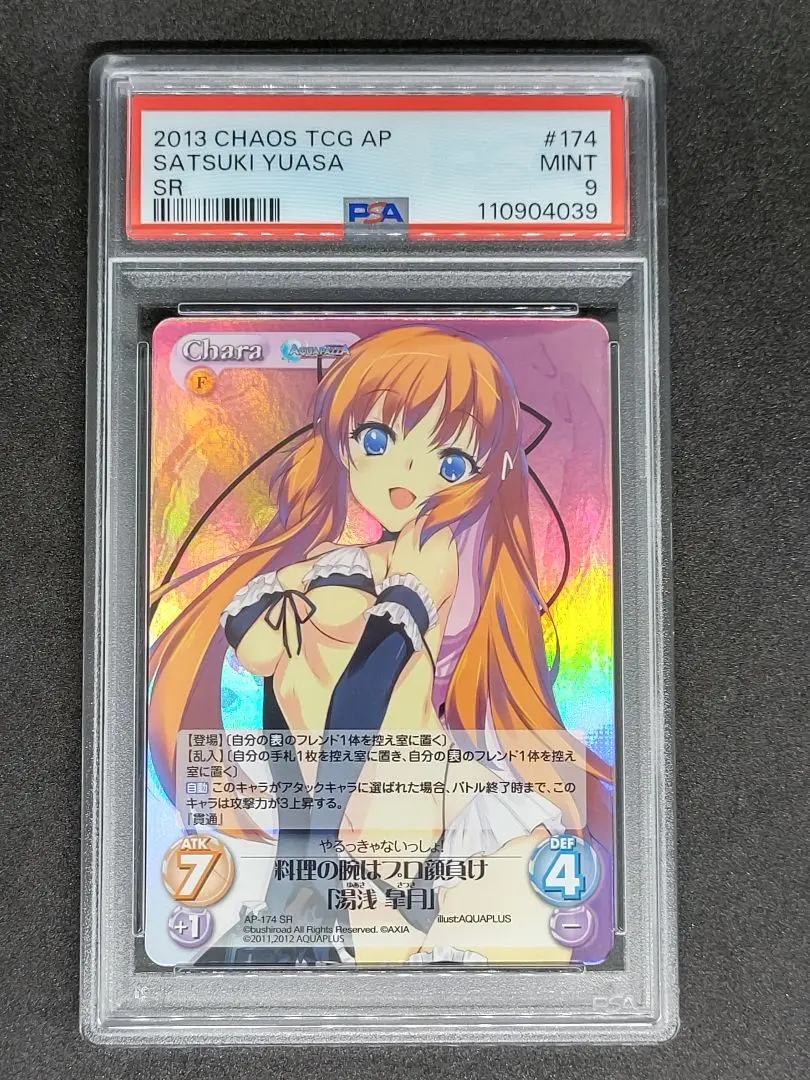 2013 CHAOS TCG AP #174
SATSUKI YUASA MINT
SR 9
PSA 110904039
Chara AQUAPAZZA
F
【登場】〔自分の表のフレンド1体を控え室に置く〕
【乱入】〔自分の手札1枚を控え室に置き、自分の表のフレンド1体を控え
室に置く〕
自動 このキャラがアタックキャラに選ばれた場合、バトル終了時まで、この
キャラは攻撃力が3上昇する。
『貫通』
ATK
7
+1
やるっきゃないっしょ!
料理の腕はプロ顔負け
ゆあさ さつき
「湯浅 皐月」
DEF
4
−
AP-174 SR illust:AQUAPLUS
©bushiroad All Rights Reserved. ©AXIA
©2011,2012 AQUAPLUS
PSA